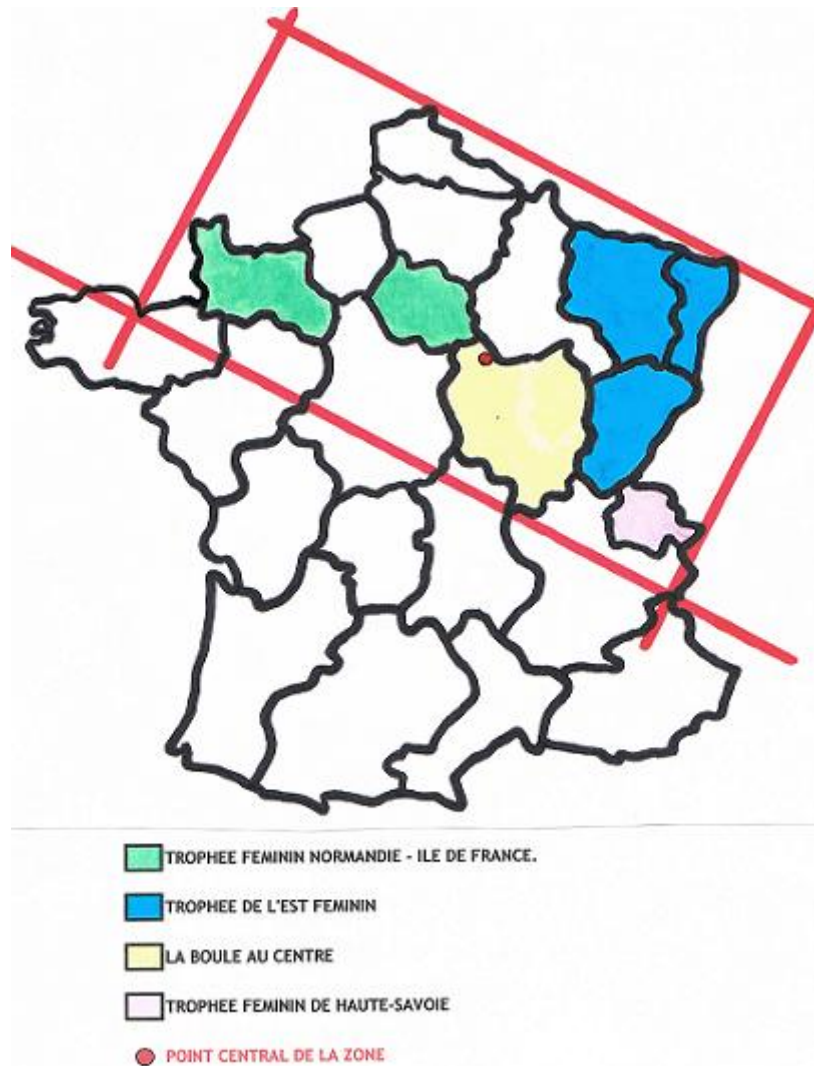 TROPHEE FEMININ NORMANDIE - ILE DE FRANCE.
TROPHEE DE L'EST FEMININ
LA BOULE AU CENTRE
TROPHEE FEMININ DE HAUTE-SAVOIE
POINT CENTRAL DE LA ZONE